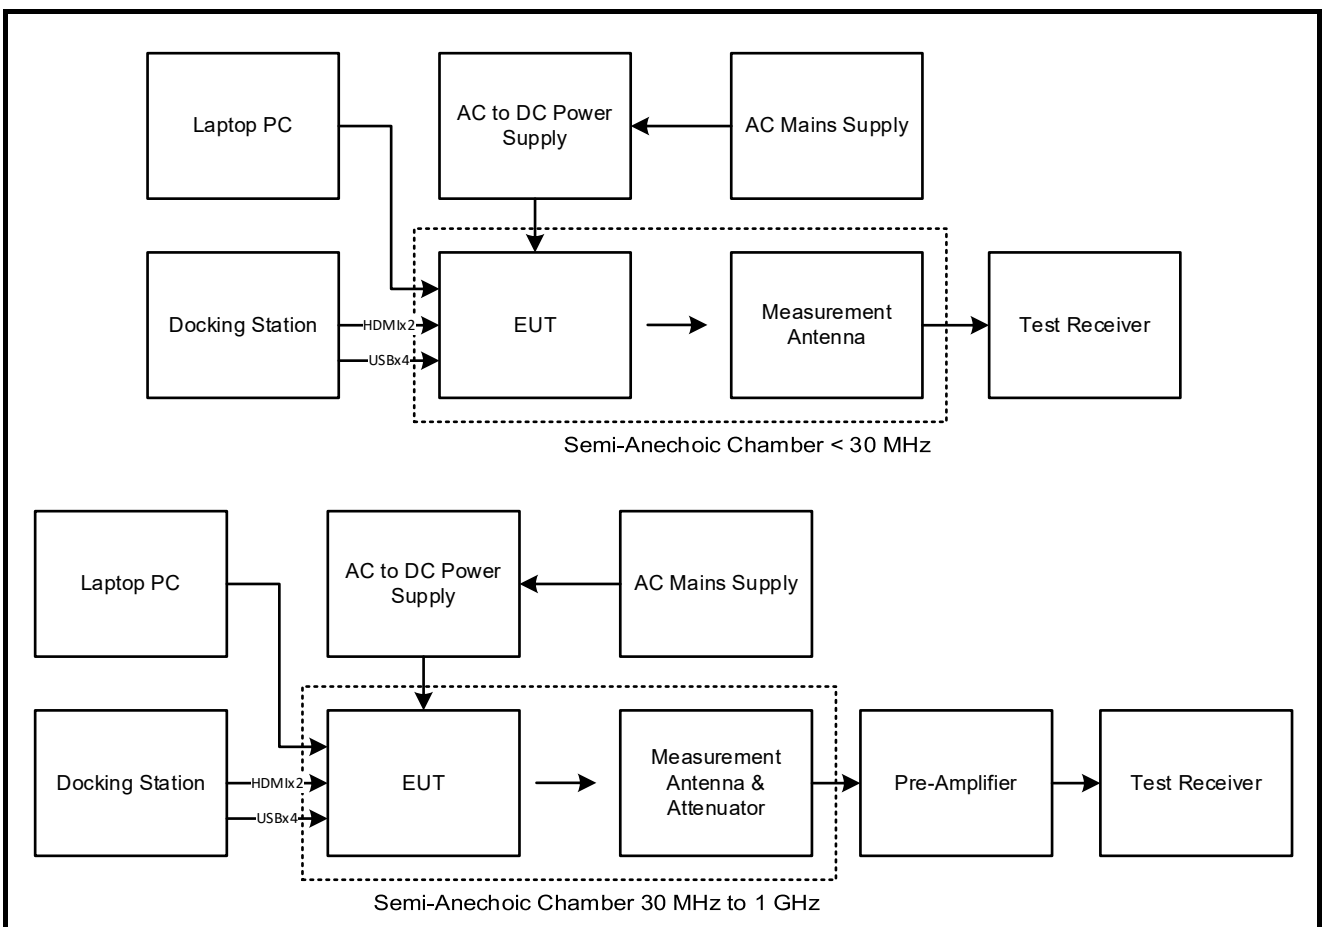 Laptop PC
AC to DC Power
Supply
AC Mains Supply
Docking Station
HDMIx2
USBx4
EUT
Measurement
Antenna
Test Receiver
Semi-Anechoic Chamber < 30 MHz
Laptop PC
AC to DC Power
Supply
AC Mains Supply
Docking Station
HDMIx2
USBx4
EUT
Measurement
Antenna &
Attenuator
Pre-Amplifier
Test Receiver
Semi-Anechoic Chamber 30 MHz to 1 GHz